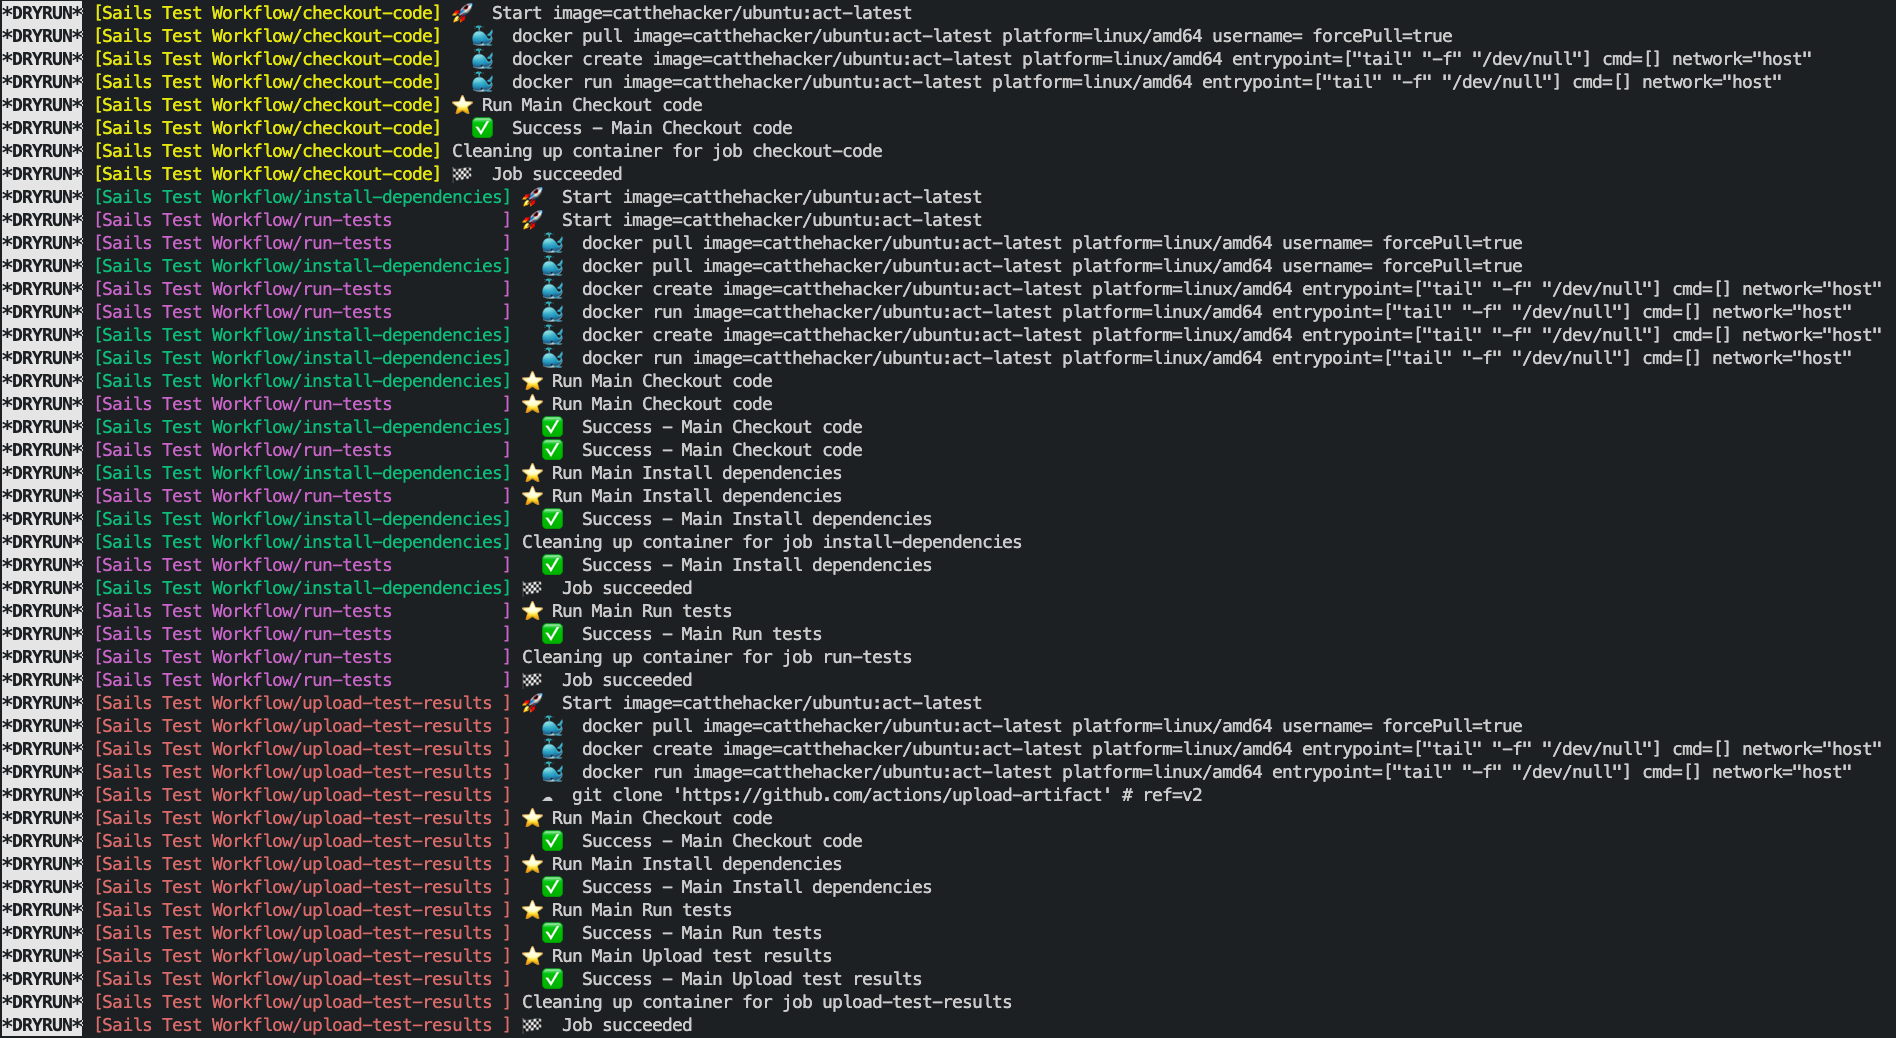 *DRYRUN* [Sails Test Workflow/checkout-code] 🚀  Start image=catthehacker/ubuntu:act-latest
*DRYRUN* [Sails Test Workflow/checkout-code]   🐳  docker pull image=catthehacker/ubuntu:act-latest platform=linux/amd64 username= forcePull=true
*DRYRUN* [Sails Test Workflow/checkout-code]   🐳  docker create image=catthehacker/ubuntu:act-latest platform=linux/amd64 entrypoint=["tail" "-f" "/dev/null"] cmd=[] network="host"
*DRYRUN* [Sails Test Workflow/checkout-code]   🐳  docker run image=catthehacker/ubuntu:act-latest platform=linux/amd64 entrypoint=["tail" "-f" "/dev/null"] cmd=[] network="host"
*DRYRUN* [Sails Test Workflow/checkout-code] ⭐ Run Main Checkout code
*DRYRUN* [Sails Test Workflow/checkout-code]   ✅  Success - Main Checkout code
*DRYRUN* [Sails Test Workflow/checkout-code] Cleaning up container for job checkout-code
*DRYRUN* [Sails Test Workflow/checkout-code] 🏁  Job succeeded
*DRYRUN* [Sails Test Workflow/install-dependencies] 🚀  Start image=catthehacker/ubuntu:act-latest
*DRYRUN* [Sails Test Workflow/run-tests           ] 🚀  Start image=catthehacker/ubuntu:act-latest
*DRYRUN* [Sails Test Workflow/run-tests           ]   🐳  docker pull image=catthehacker/ubuntu:act-latest platform=linux/amd64 username= forcePull=true
*DRYRUN* [Sails Test Workflow/install-dependencies]   🐳  docker pull image=catthehacker/ubuntu:act-latest platform=linux/amd64 username= forcePull=true
*DRYRUN* [Sails Test Workflow/run-tests           ]   🐳  docker create image=catthehacker/ubuntu:act-latest platform=linux/amd64 entrypoint=["tail" "-f" "/dev/null"] cmd=[] network="host"
*DRYRUN* [Sails Test Workflow/run-tests           ]   🐳  docker run image=catthehacker/ubuntu:act-latest platform=linux/amd64 entrypoint=["tail" "-f" "/dev/null"] cmd=[] network="host"
*DRYRUN* [Sails Test Workflow/install-dependencies]   🐳  docker create image=catthehacker/ubuntu:act-latest platform=linux/amd64 entrypoint=["tail" "-f" "/dev/null"] cmd=[] network="host"
*DRYRUN* [Sails Test Workflow/install-dependencies]   🐳  docker run image=catthehacker/ubuntu:act-latest platform=linux/amd64 entrypoint=["tail" "-f" "/dev/null"] cmd=[] network="host"
*DRYRUN* [Sails Test Workflow/install-dependencies] ⭐ Run Main Checkout code
*DRYRUN* [Sails Test Workflow/run-tests           ] ⭐ Run Main Checkout code
*DRYRUN* [Sails Test Workflow/install-dependencies]   ✅  Success - Main Checkout code
*DRYRUN* [Sails Test Workflow/run-tests           ]   ✅  Success - Main Checkout code
*DRYRUN* [Sails Test Workflow/install-dependencies] ⭐ Run Main Install dependencies
*DRYRUN* [Sails Test Workflow/run-tests           ] ⭐ Run Main Install dependencies
*DRYRUN* [Sails Test Workflow/install-dependencies]   ✅  Success - Main Install dependencies
*DRYRUN* [Sails Test Workflow/install-dependencies] Cleaning up container for job install-dependencies
*DRYRUN* [Sails Test Workflow/run-tests           ]   ✅  Success - Main Install dependencies
*DRYRUN* [Sails Test Workflow/install-dependencies] 🏁  Job succeeded
*DRYRUN* [Sails Test Workflow/run-tests           ] ⭐ Run Main Run tests
*DRYRUN* [Sails Test Workflow/run-tests           ]   ✅  Success - Main Run tests
*DRYRUN* [Sails Test Workflow/run-tests           ] Cleaning up container for job run-tests
*DRYRUN* [Sails Test Workflow/run-tests           ] 🏁  Job succeeded
*DRYRUN* [Sails Test Workflow/upload-test-results ] 🚀  Start image=catthehacker/ubuntu:act-latest
*DRYRUN* [Sails Test Workflow/upload-test-results ]   🐳  docker pull image=catthehacker/ubuntu:act-latest platform=linux/amd64 username= forcePull=true
*DRYRUN* [Sails Test Workflow/upload-test-results ]   🐳  docker create image=catthehacker/ubuntu:act-latest platform=linux/amd64 entrypoint=["tail" "-f" "/dev/null"] cmd=[] network="host"
*DRYRUN* [Sails Test Workflow/upload-test-results ]   🐳  docker run image=catthehacker/ubuntu:act-latest platform=linux/amd64 entrypoint=["tail" "-f" "/dev/null"] cmd=[] network="host"
*DRYRUN* [Sails Test Workflow/upload-test-results ]   ☁  git clone 'https://github.com/actions/upload-artifact' # ref=v2
*DRYRUN* [Sails Test Workflow/upload-test-results ] ⭐ Run Main Checkout code
*DRYRUN* [Sails Test Workflow/upload-test-results ]   ✅  Success - Main Checkout code
*DRYRUN* [Sails Test Workflow/upload-test-results ] ⭐ Run Main Install dependencies
*DRYRUN* [Sails Test Workflow/upload-test-results ]   ✅  Success - Main Install dependencies
*DRYRUN* [Sails Test Workflow/upload-test-results ] ⭐ Run Main Run tests
*DRYRUN* [Sails Test Workflow/upload-test-results ]   ✅  Success - Main Run tests
*DRYRUN* [Sails Test Workflow/upload-test-results ] ⭐ Run Main Upload test results
*DRYRUN* [Sails Test Workflow/upload-test-results ]   ✅  Success - Main Upload test results
*DRYRUN* [Sails Test Workflow/upload-test-results ] Cleaning up container for job upload-test-results
*DRYRUN* [Sails Test Workflow/upload-test-results ] 🏁  Job succeeded